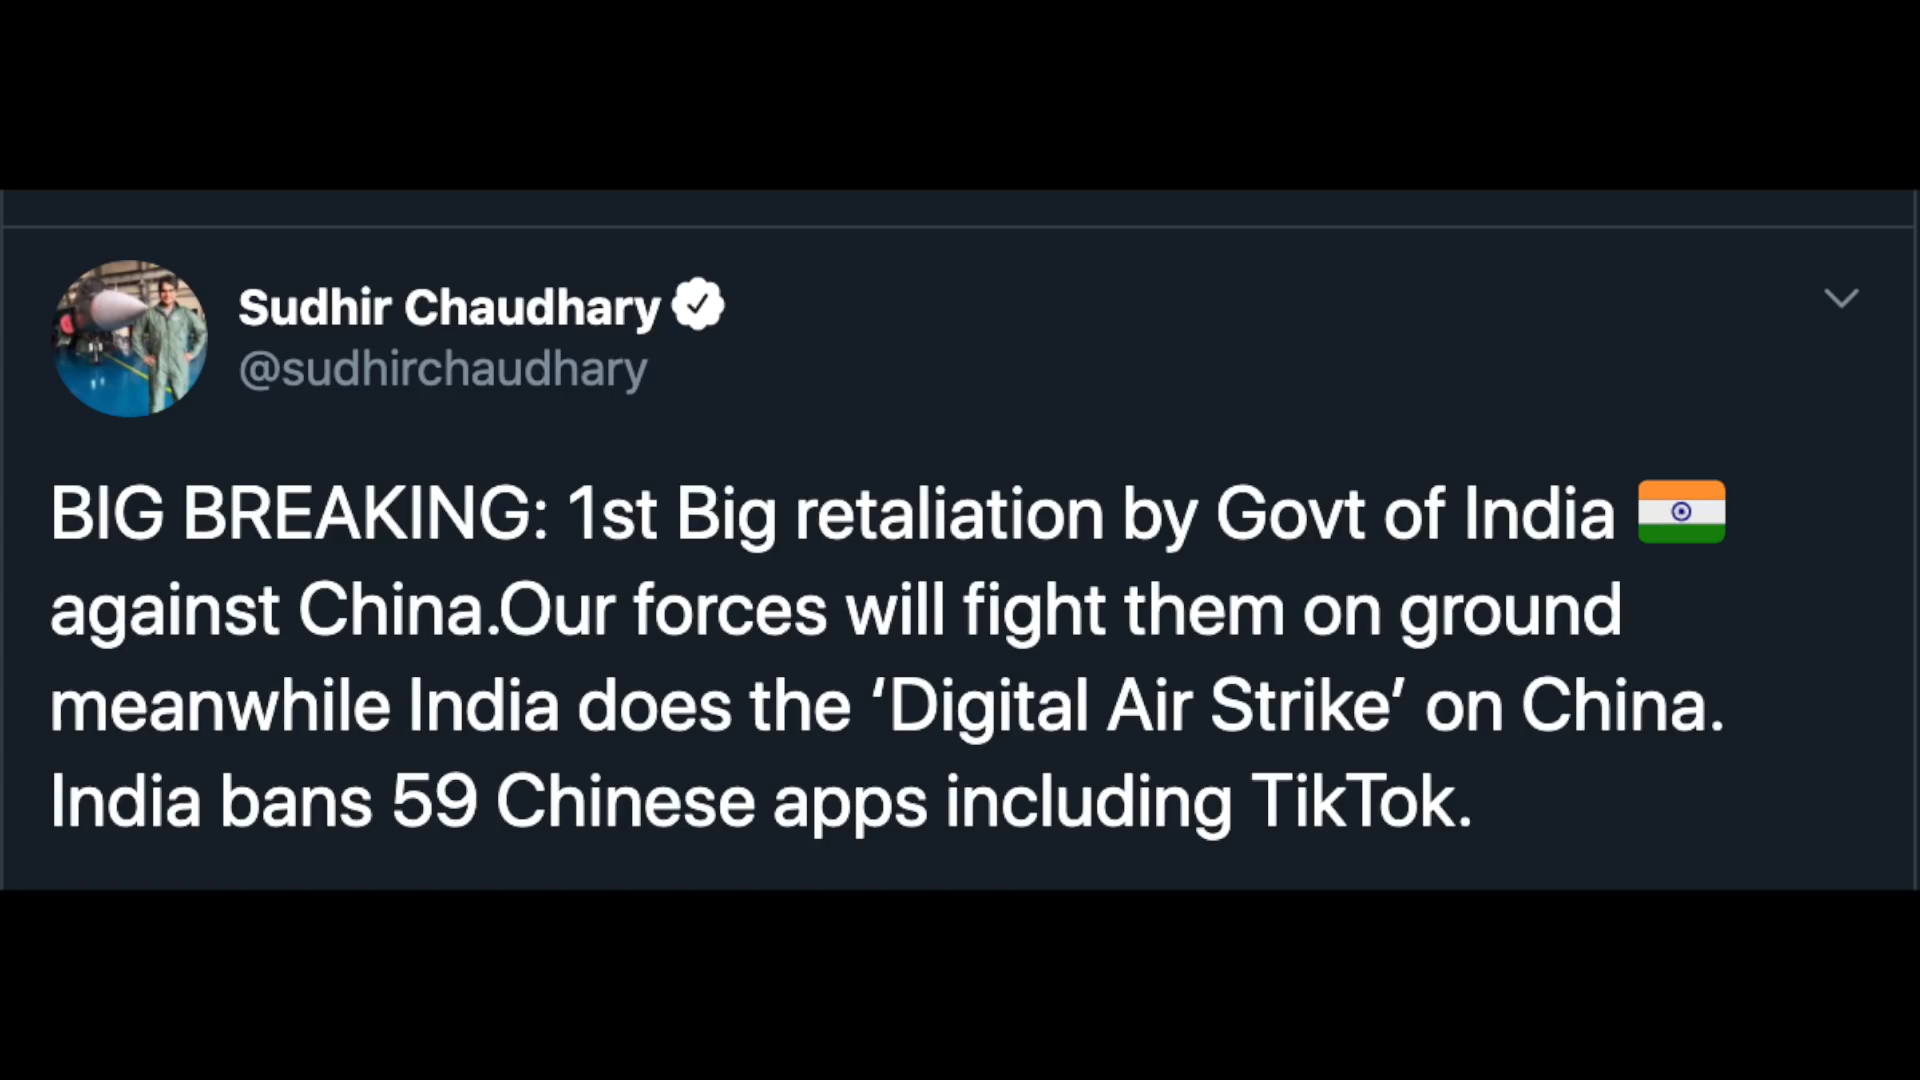 Sudhir Chaudhary
@sudhirchaudhary
BIG BREAKING: 1st Big retaliation by Govt of India 🇮🇳
against China.Our forces will fight them on ground
meanwhile India does the ‘Digital Air Strike’ on China.
India bans 59 Chinese apps including TikTok.